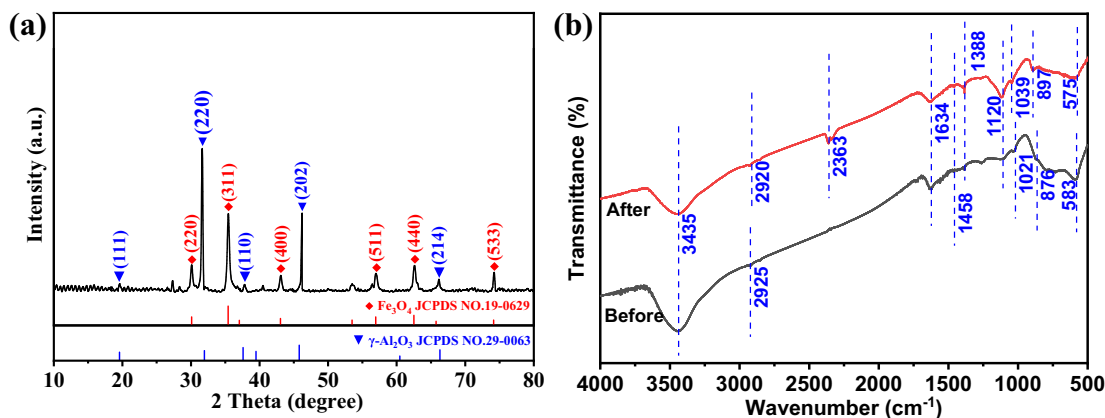 (a)
Intensity (a.u.)
(111)
(220)
(220)
(311)
(110)
(400)
(202)
(511)
(440)
(214)
(533)
◆ Fe₃O₄ JCPDS NO.19-0629
▼ γ-Al₂O₃ JCPDS NO.29-0063
10 20 30 40 50 60 70 80
2 Theta (degree)
(b)
Transmittance (%)
After
Before
3435
2920
2925
2363
1634
1458
1388
1120
1039
1021
897
876
575
583
4000 3500 3000 2500 2000 1500 1000 500
Wavenumber (cm⁻¹)